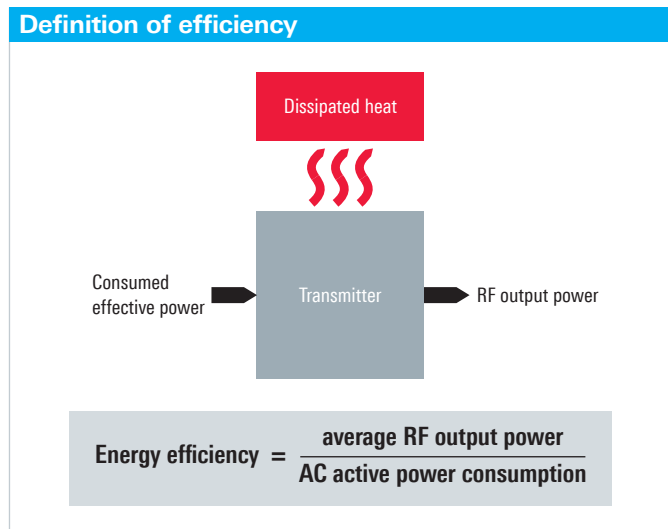 Definition of efficiency
Dissipated heat
Consumed
effective power
Transmitter
RF output power
Energy efficiency = average RF output power
AC active power consumption